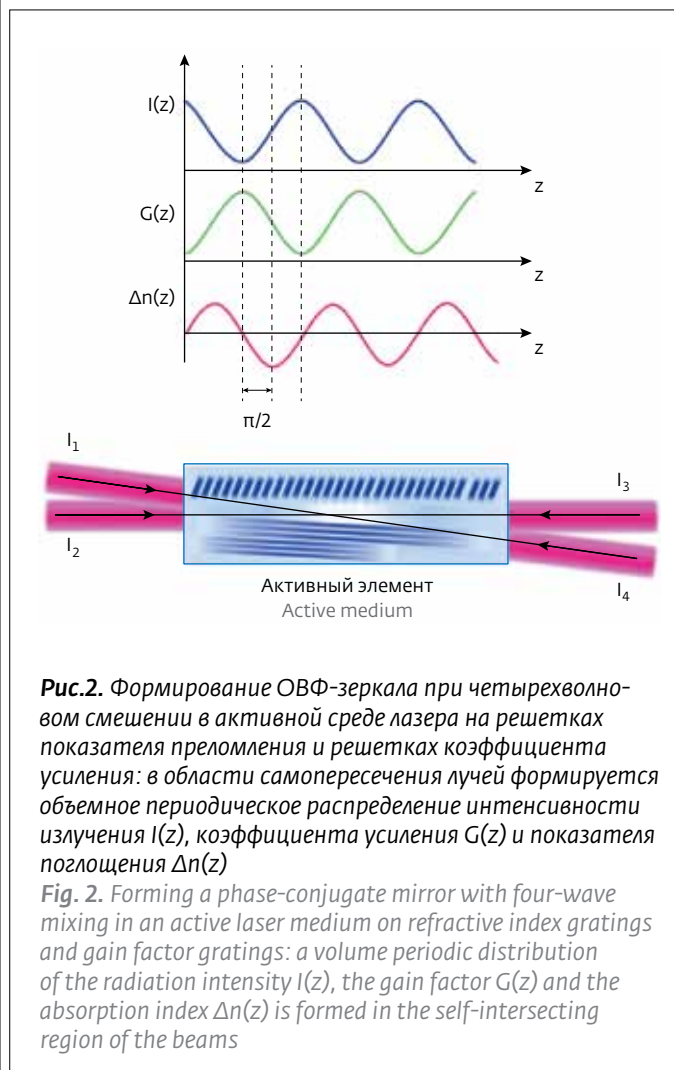 I(z)
z
G(z)
z
Δn(z)
z
π/2
I₁
I₃
I₂
I₄
Активный элемент
Active medium
Рис.2. Формирование ОВФ-зеркала при четырехволно-
вом смешении в активной среде лазера на решетках
показателя преломления и решетках коэффициента
усиления: в области самопересечения лучей формируется
объемное периодическое распределение интенсивности
излучения I(z), коэффициента усиления G(z) и показателя
поглощения Δn(z)
Fig. 2. Forming a phase-conjugate mirror with four-wave
mixing in an active laser medium on refractive index gratings
and gain factor gratings: a volume periodic distribution
of the radiation intensity I(z), the gain factor G(z) and the
absorption index Δn(z) is formed in the self-intersecting
region of the beams